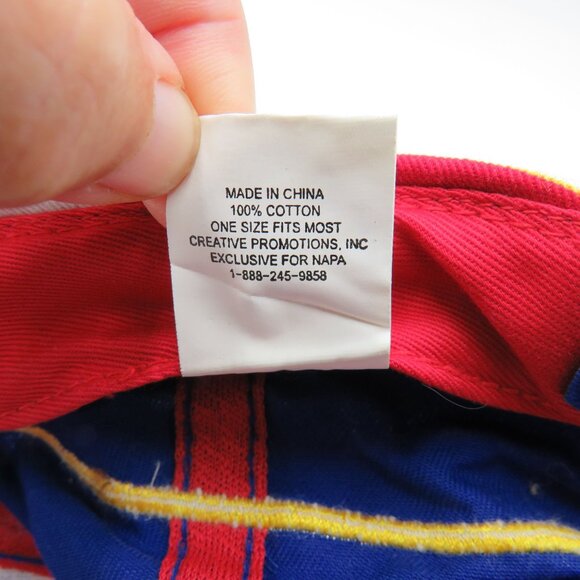 MADE IN CHINA
100% COTTON
ONE SIZE FITS MOST
CREATIVE PROMOTIONS, INC
EXCLUSIVE FOR NAPA
1-888-245-9858